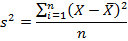 s² = ∑ⁿᵢ₌₁(X − X̄)² / n